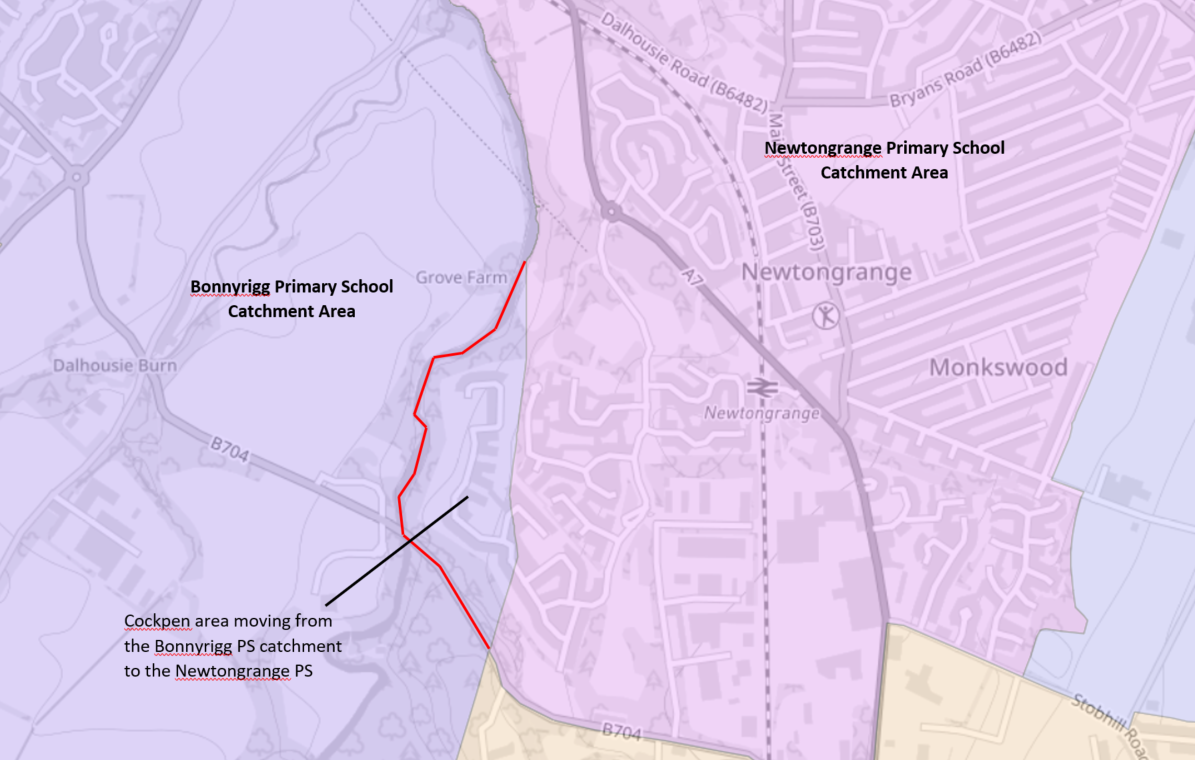 Dalhousie Road (B6482)
Bryans Road (B6482)
Main Street (B703)
Newtongrange Primary School
Catchment Area
Newtongrange
A7
Grove Farm
Bonnyrigg Primary School
Catchment Area
Dalhousie Burn
Monkswood
Newtongrange
B704
Cockpen area moving from
the Bonnyrigg PS catchment
to the Newtongrange PS
B704
Stobhill Road